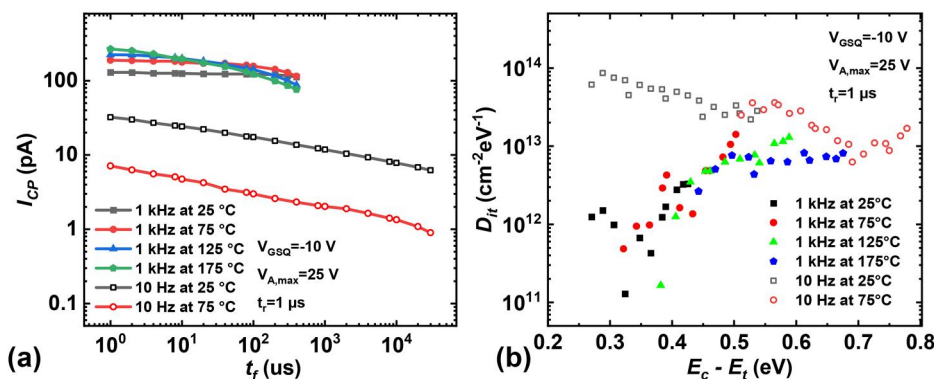 100
10
1
0.1
I_CP (pA)
1 kHz at 25 °C
1 kHz at 75 °C
1 kHz at 125 °C
1 kHz at 175 °C
10 Hz at 25 °C
10 Hz at 75 °C
V_GSQ=-10 V
V_A,max=25 V
t_r=1 µs
10^0 10^1 10^2 10^3 10^4
t_f (us)
(a)
V_GSQ=-10 V
V_A,max=25 V
t_r=1 µs
10^14
10^13
10^12
10^11
D_it (cm^-2eV^-1)
1 kHz at 25°C
1 kHz at 75°C
1 kHz at 125°C
1 kHz at 175°C
10 Hz at 25°C
10 Hz at 75°C
0.2 0.3 0.4 0.5 0.6 0.7 0.8
E_c - E_t (eV)
(b)